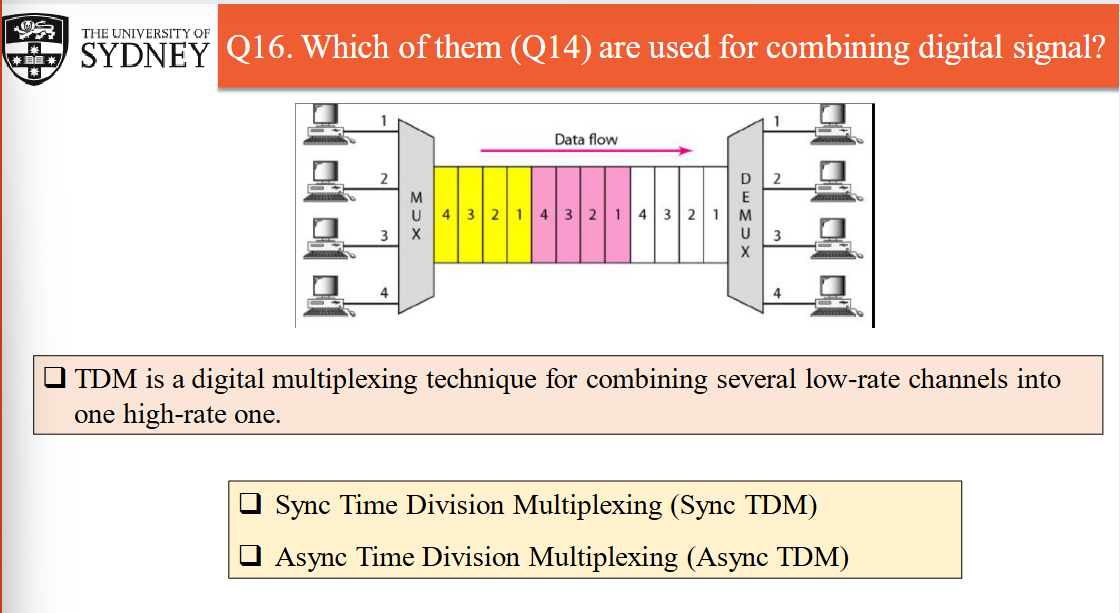 THE UNIVERSITY OF
SYDNEY
Q16. Which of them (Q14) are used for combining digital signal?
1
2
3
4
M
U
X
Data flow
4 3 2 1 4 3 2 1 4 3 2 1
D
E
M
U
X
1
2
3
4
TDM is a digital multiplexing technique for combining several low-rate channels into
one high-rate one.
Sync Time Division Multiplexing (Sync TDM)
Async Time Division Multiplexing (Async TDM)